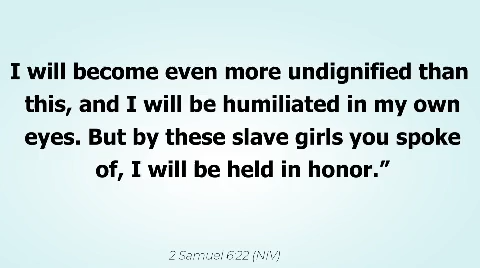 I will become even more undignified than
this, and I will be humiliated in my own
eyes. But by these slave girls you spoke
of, I will be held in honor.”
2 Samuel 6:22 (NIV)